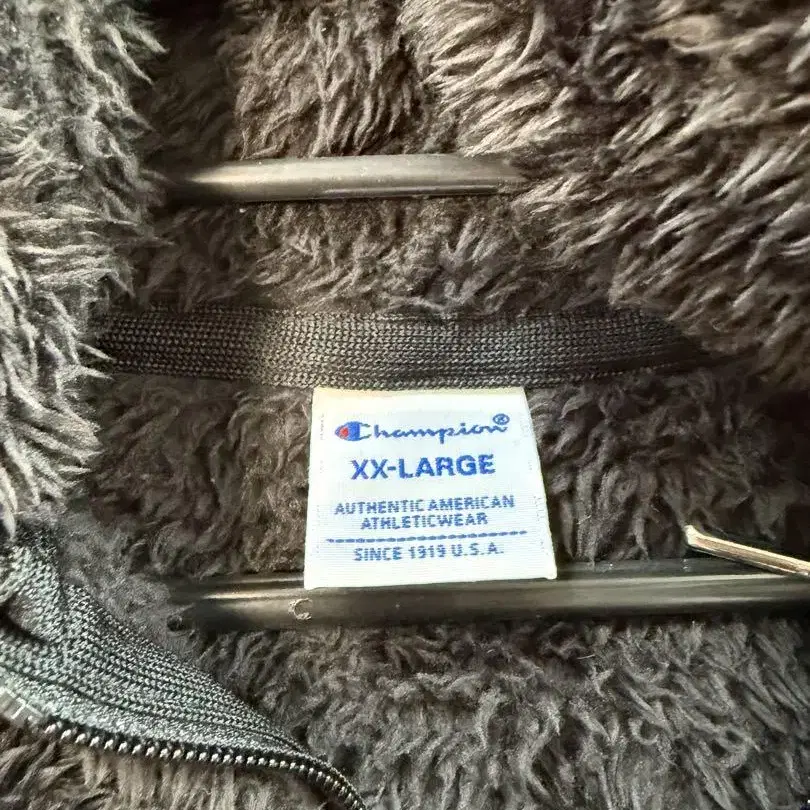 Champion®
XX-LARGE
AUTHENTIC AMERICAN
ATHLETICWEAR
SINCE 1919 U.S.A.